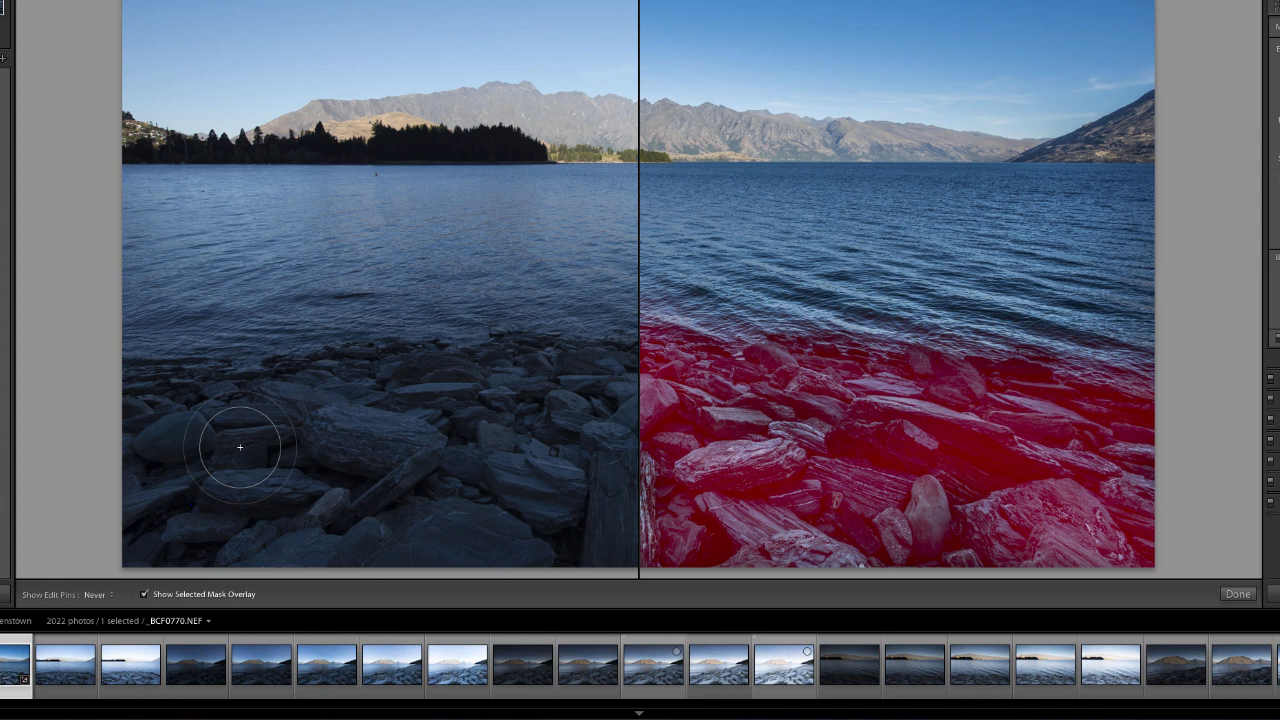 Show Edit Pins : Never
Show Selected Mask Overlay
Done
enstown 2022 photos / 1 selected / _BCF0770.NEF